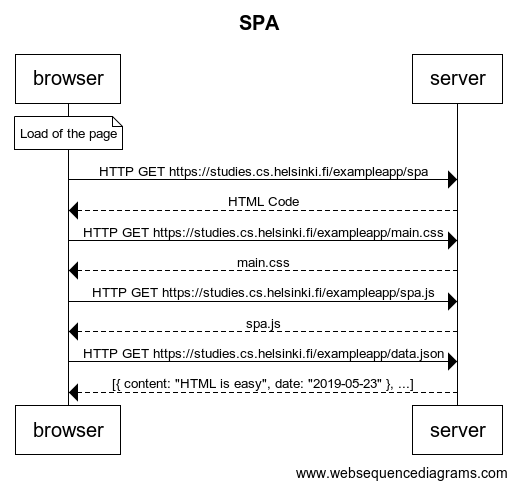 SPA
browser
server
Load of the page
HTTP GET https://studies.cs.helsinki.fi/exampleapp/spa
HTML Code
HTTP GET https://studies.cs.helsinki.fi/exampleapp/main.css
main.css
HTTP GET https://studies.cs.helsinki.fi/exampleapp/spa.js
spa.js
HTTP GET https://studies.cs.helsinki.fi/exampleapp/data.json
[{ content: "HTML is easy", date: "2019-05-23" }, ...]
browser
server
www.websequencediagrams.com